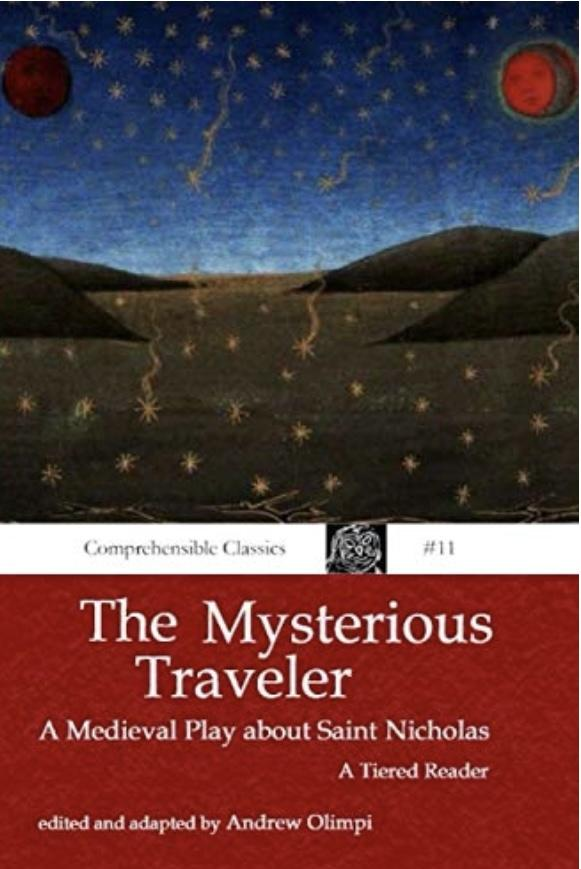 Comprehensible Classics #11
The Mysterious
Traveler
A Medieval Play about Saint Nicholas
A Tiered Reader
edited and adapted by Andrew Olimpi